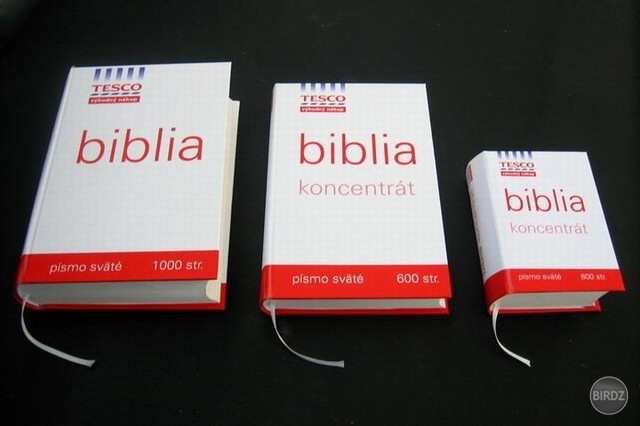 TESCO
výhodný nákup
biblia
písmo sväté 1000 str.
TESCO
výhodný nákup
biblia
koncentrát
písmo sväté 600 str.
TESCO
výhodný nákup
biblia
koncentrát
písmo sväté 800 str.
BIRDZ